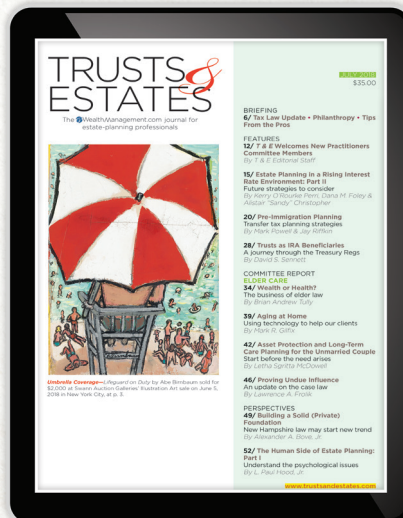 TRUSTS&
ESTATES
The WealthManagement.com journal for
estate-planning professionals
Umbrella Coverage—Lifeguard on Duty by Abe Birnbaum sold for
$2,000 at Swann Auction Galleries' Illustration Art sale on June 5,
2018 in New York City, at p. 3.
JULY 2018
$35.00
BRIEFING
6/ Tax Law Update • Philanthropy • Tips
From the Pros
FEATURES
12/ T & E Welcomes New Practitioners
Committee Members
By T & E Editorial Staff
15/ Estate Planning in a Rising Interest
Rate Environment: Part II
Future strategies to consider
By Kerry O'Rourke Perri, Dana M. Foley &
Alistair "Sandy" Christopher
20/ Pre-Immigration Planning
Transfer tax planning strategies
By Mark Powell & Jay Rifkin
28/ Trusts as IRA Beneficiaries
A journey through the Treasury Regs
By David S. Sennett
COMMITTEE REPORT
ELDER CARE
34/ Wealth or Health?
The business of elder law
By Brian Andrew Tully
39/ Aging at Home
Using technology to help our clients
By Mark R. Gilfix
42/ Asset Protection and Long-Term
Care Planning for the Unmarried Couple
Start before the need arises
By Letha Sgritta McDowell
46/ Proving Undue Influence
An update on the case law
By Lawrence A. Frolik
PERSPECTIVES
49/ Building a Solid (Private)
Foundation
New Hampshire law may start new trend
By Alexander A. Bove, Jr.
52/ The Human Side of Estate Planning:
Part I
Understand the psychological issues
By L. Paul Hood, Jr.
www.trustsandestates.com